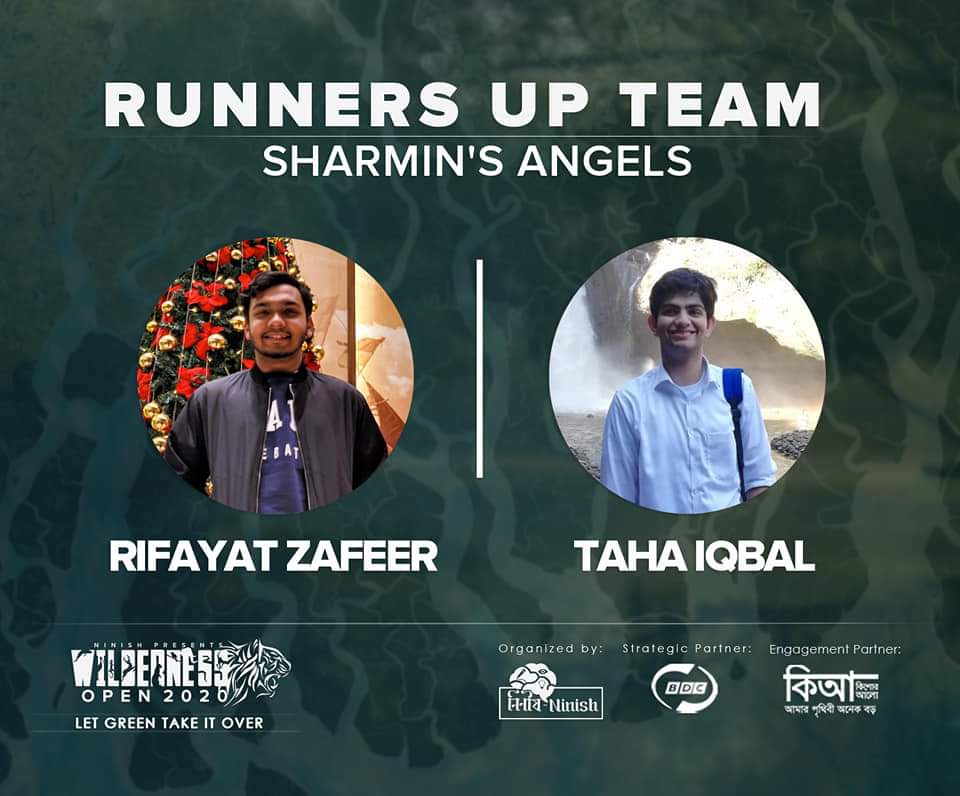 RUNNERS UP TEAM
SHARMIN'S ANGELS
RIFAYAT ZAFEER
TAHA IQBAL
NINISH PRESENTS
WILDERNESS
OPEN 2020
LET GREEN TAKE IT OVER
Organized by:
Ninish
Strategic Partner:
BDC
Engagement Partner:
কিআ
কিশোর
আলো
আমার পৃথিবী অনেক বড়